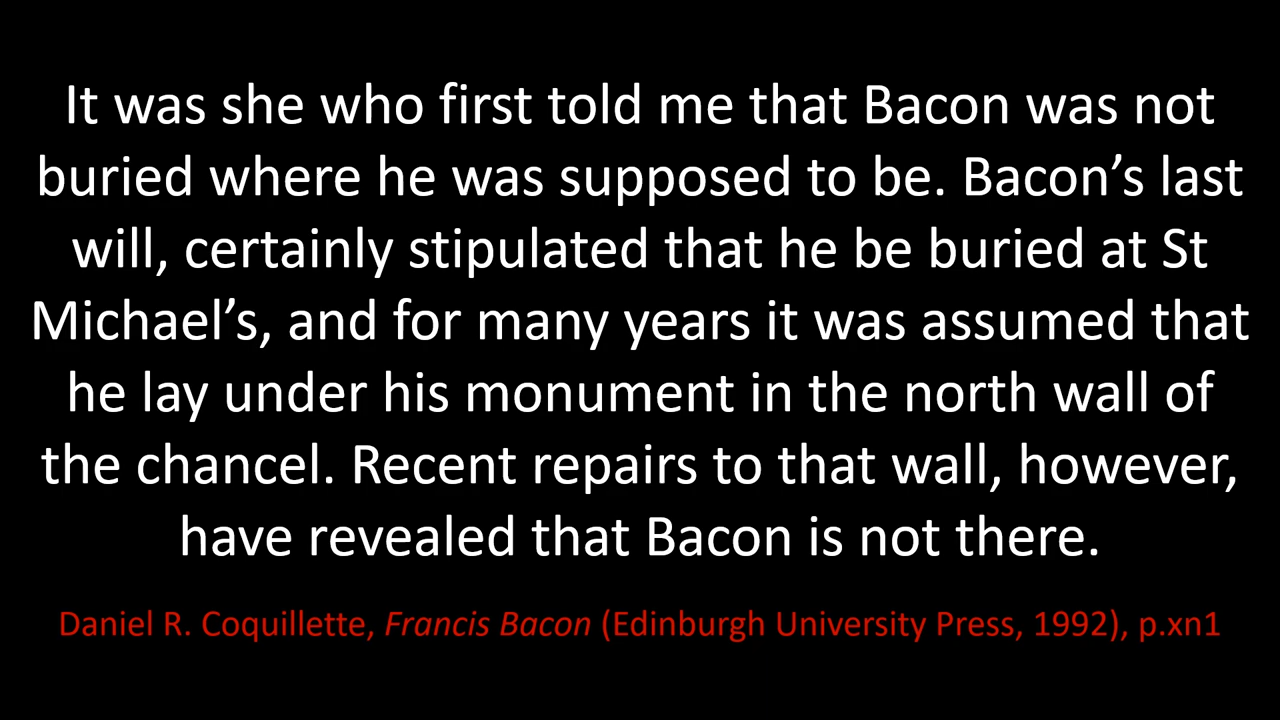 It was she who first told me that Bacon was not
buried where he was supposed to be. Bacon’s last
will, certainly stipulated that he be buried at St
Michael’s, and for many years it was assumed that
he lay under his monument in the north wall of
the chancel. Recent repairs to that wall, however,
have revealed that Bacon is not there.
Daniel R. Coquillette, Francis Bacon (Edinburgh University Press, 1992), p.xn1